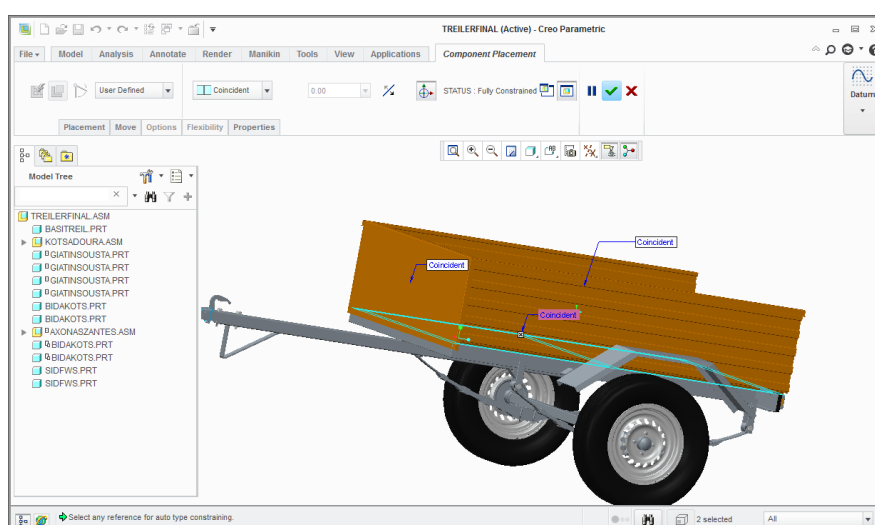 TREILERFINAL (Active) - Creo Parametric
File Model Analysis Annotate Render Manikin Tools View Applications Component Placement
User Defined Coincident 0.00 STATUS : Fully Constrained
Datum
Placement Move Options Flexibility Properties
Model Tree
TREILERFINAL.ASM
BASITREIL.PRT
KOTSADOURA.ASM
GIATINSOUSTA.PRT
GIATINSOUSTA.PRT
GIATINSOUSTA.PRT
GIATINSOUSTA.PRT
BIDAKOTS.PRT
BIDAKOTS.PRT
AXONASZANTES.ASM
BIDAKOTS.PRT
BIDAKOTS.PRT
SIDFWS.PRT
SIDFWS.PRT
Coincident
Coincident
Coincident
Select any reference for auto type constraining.
2 selected
All